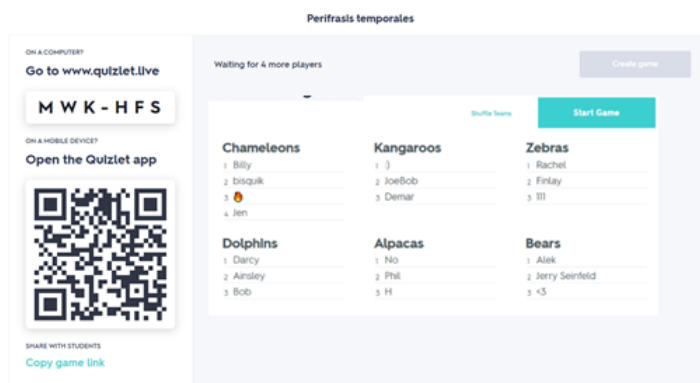 Perifrasis temporales
ON A COMPUTER?
Go to www.quizlet.live
MWK-HFS
ON A MOBILE DEVICE?
Open the Quizlet app
SHARE WITH STUDENTS
Copy game link
Waiting for 4 more players
Create game
Shuffle Teams
Start Game
Chameleons
1 Billy
2 bisquik
3 🔥
4 Jen
Kangaroos
1 :)
2 JoeBob
3 Demar
Zebras
1 Rachel
2 Finlay
3 111
Dolphins
1 Darcy
2 Ainsley
3 Bob
Alpacas
1 No
2 Phil
3 H
Bears
1 Alek
2 Jerry Seinfeld
3 <3